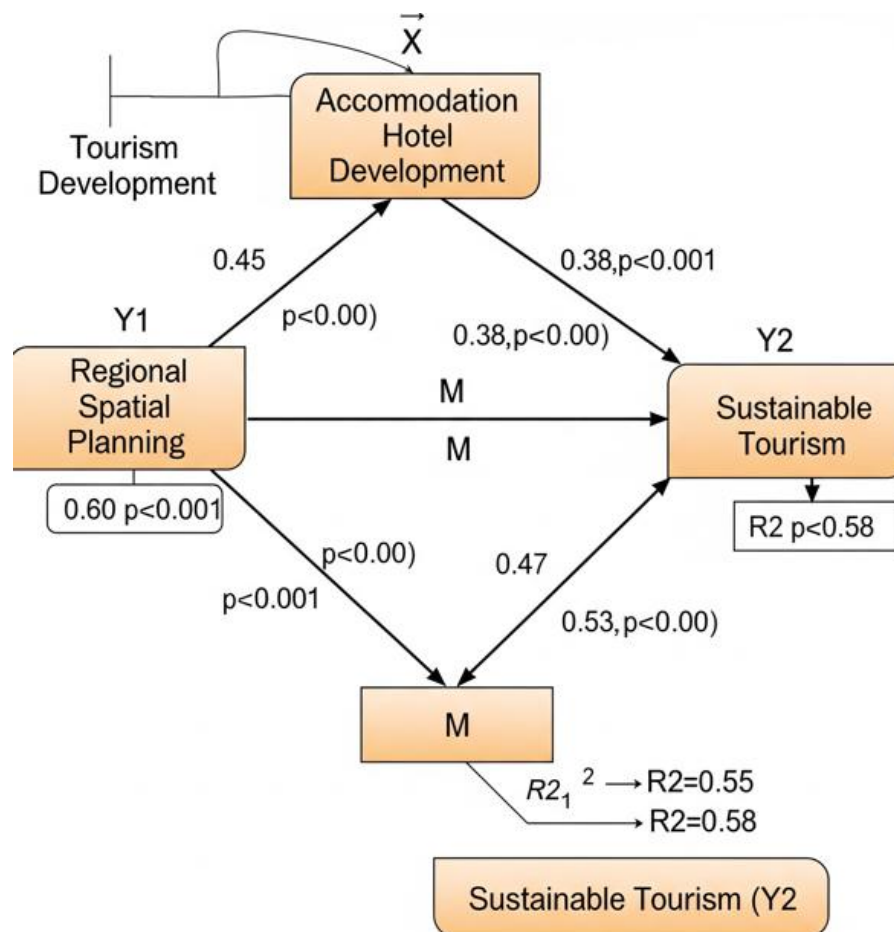 X
Accommodation
Hotel
Development
Tourism
Development
0.45
0.38,p<0.001
p<0.00)
0.38,p<0.00)
Y1
Y2
Regional
Spatial
Planning
M
M
Sustainable
Tourism
0.60 p<0.001
R2 p<0.58
p<0.00)
p<0.001
0.47
0.53,p<0.00)
M
R2₁ ² → R2=0.55
R2=0.58
Sustainable Tourism (Y2